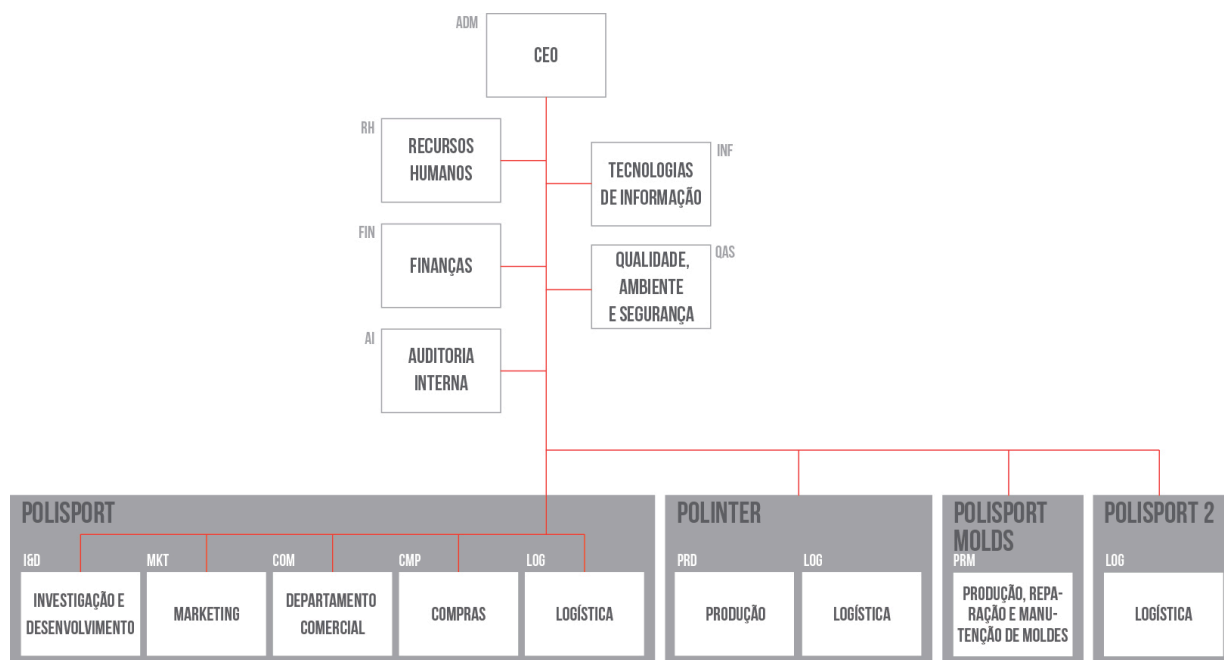 ADM
CEO
RH
RECURSOS
HUMANOS
INF
TECNOLOGIAS
DE INFORMAÇÃO
FIN
FINANÇAS
QAS
QUALIDADE,
AMBIENTE
E SEGURANÇA
AI
AUDITORIA
INTERNA
POLISPORT
I&D
INVESTIGAÇÃO E
DESENVOLVIMENTO
MKT
MARKETING
COM
DEPARTAMENTO
COMERCIAL
CMP
COMPRAS
LOG
LOGÍSTICA
POLINTER
PRD
PRODUÇÃO
LOG
LOGÍSTICA
POLISPORT
MOLDS
PRM
PRODUÇÃO, REPA-
RAÇÃO E MANU-
TENÇÃO DE MOLDES
POLISPORT 2
LOG
LOGÍSTICA